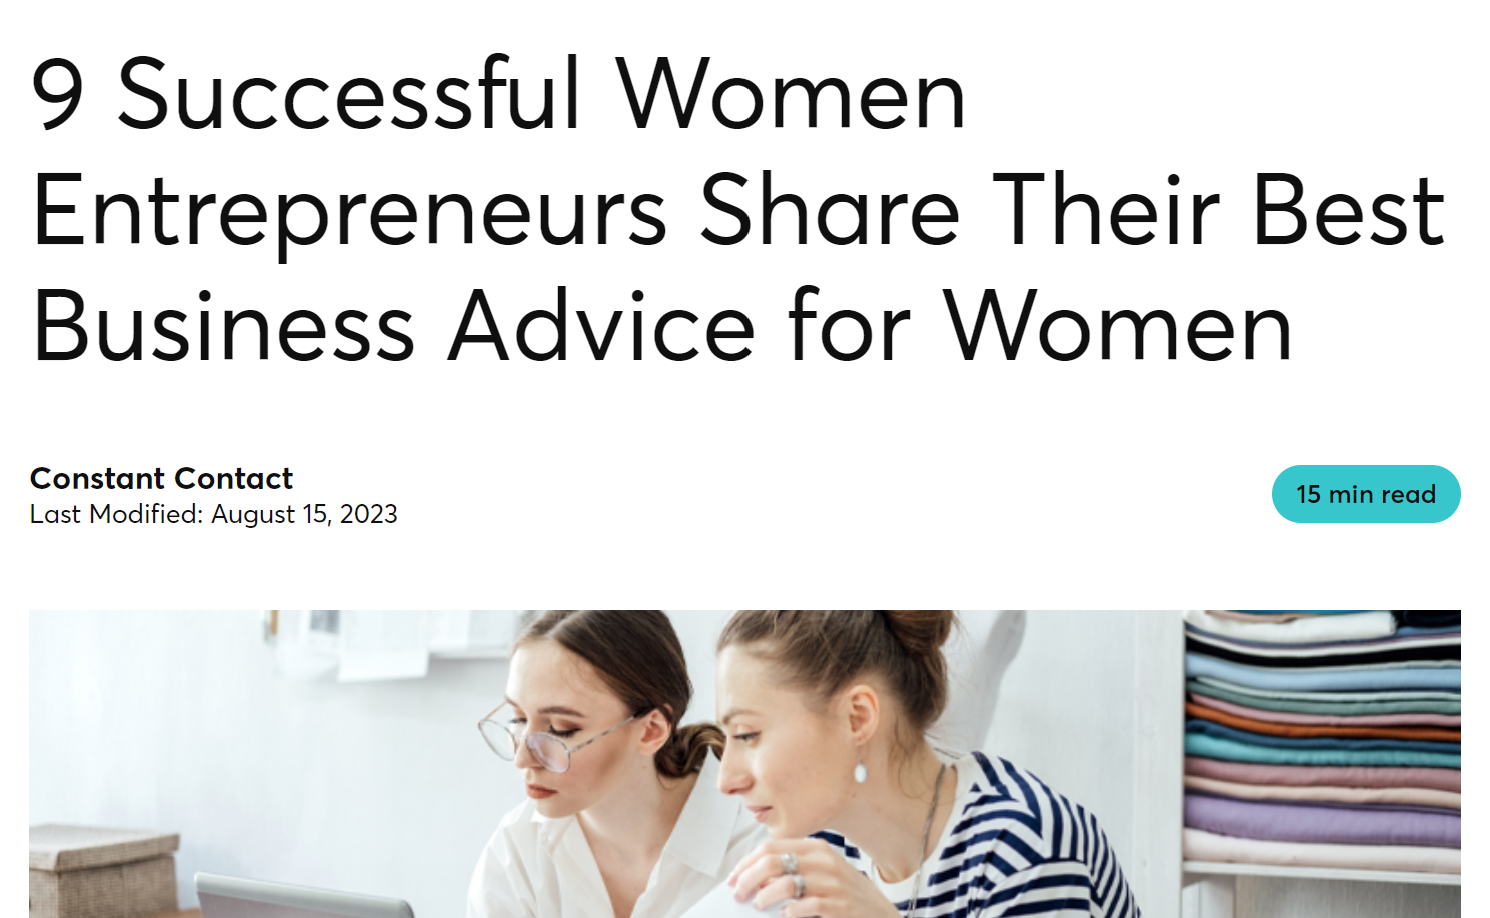 9 Successful Women
Entrepreneurs Share Their Best
Business Advice for Women
Constant Contact
Last Modified: August 15, 2023
15 min read